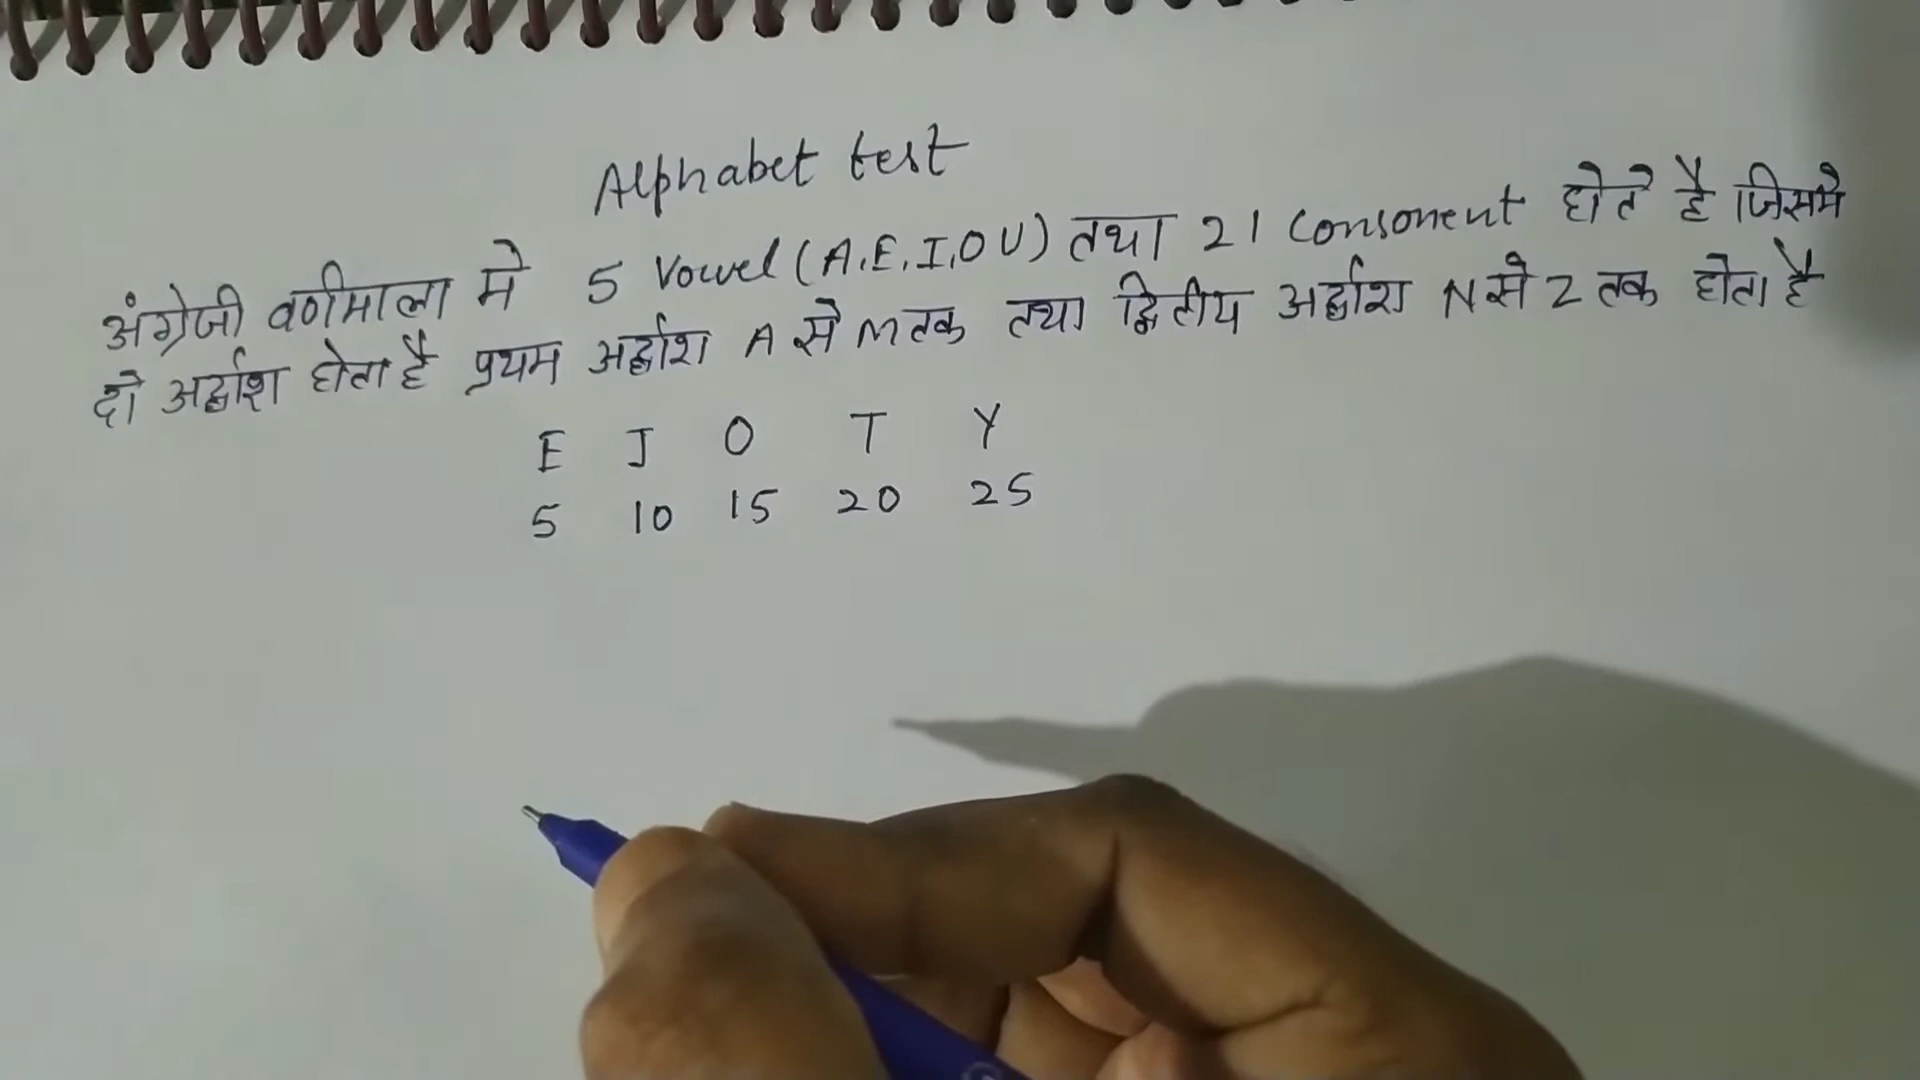 Alphabet test
अंग्रेजी वर्णमाला मे 5 Vowel (A,E,I,O U) तथा 21 Consonent होते है जिसमे
दो अर्द्धांश होता है प्रथम अर्द्धांश A से M तक तथा द्वितीय अर्द्धांश N से Z तक होता है
E J O T Y
5 10 15 20 25